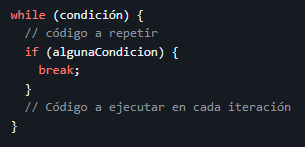 while (condición) {
  // código a repetir
  if (algunaCondicion) {
    break;
  }
  // Código a ejecutar en cada iteración
}